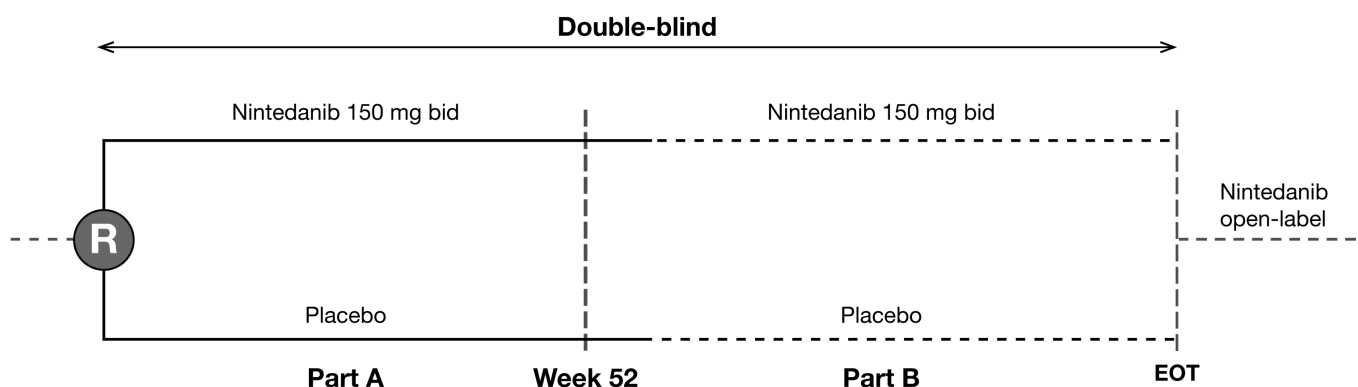 Double-blind
Nintedanib 150 mg bid
Nintedanib 150 mg bid
Nintedanib
open-label
R
Placebo
Placebo
Part A
Week 52
Part B
EOT